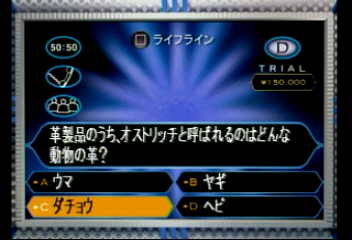 50:50
ライフライン
D
TRIAL
¥150,000
革製品のうち、オストリッチと呼ばれるのはどんな
動物の革?
A ウマ
B ヤギ
C ダチョウ
D ヘビ